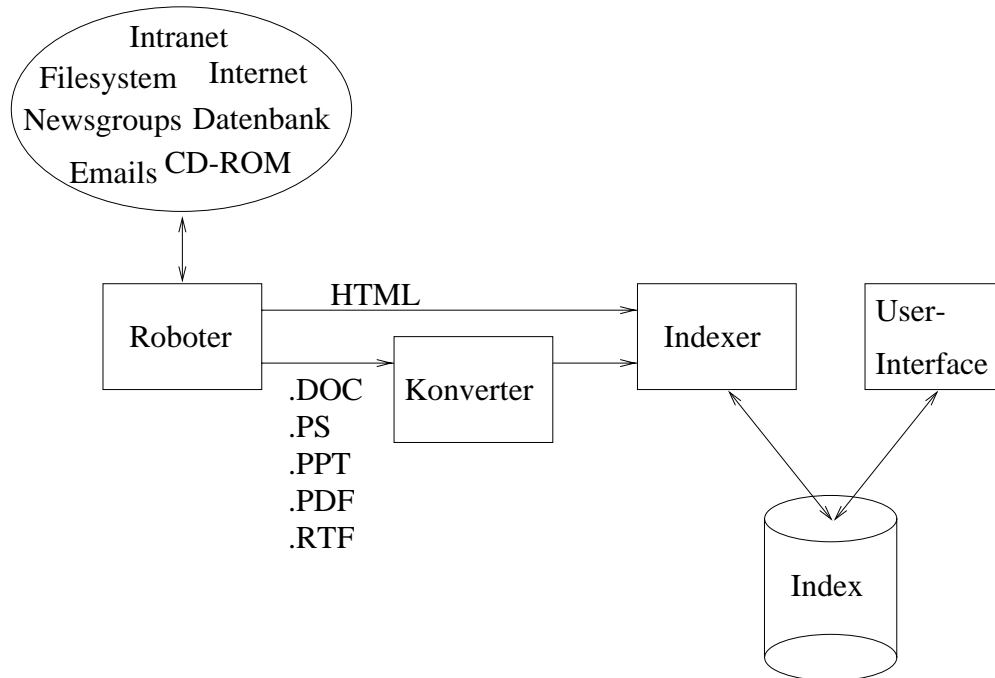 Intranet
Filesystem Internet
Newsgroups Datenbank
Emails CD-ROM
HTML
Roboter
Indexer
User-
Interface
Konverter
.DOC
.PS
.PPT
.PDF
.RTF
Index